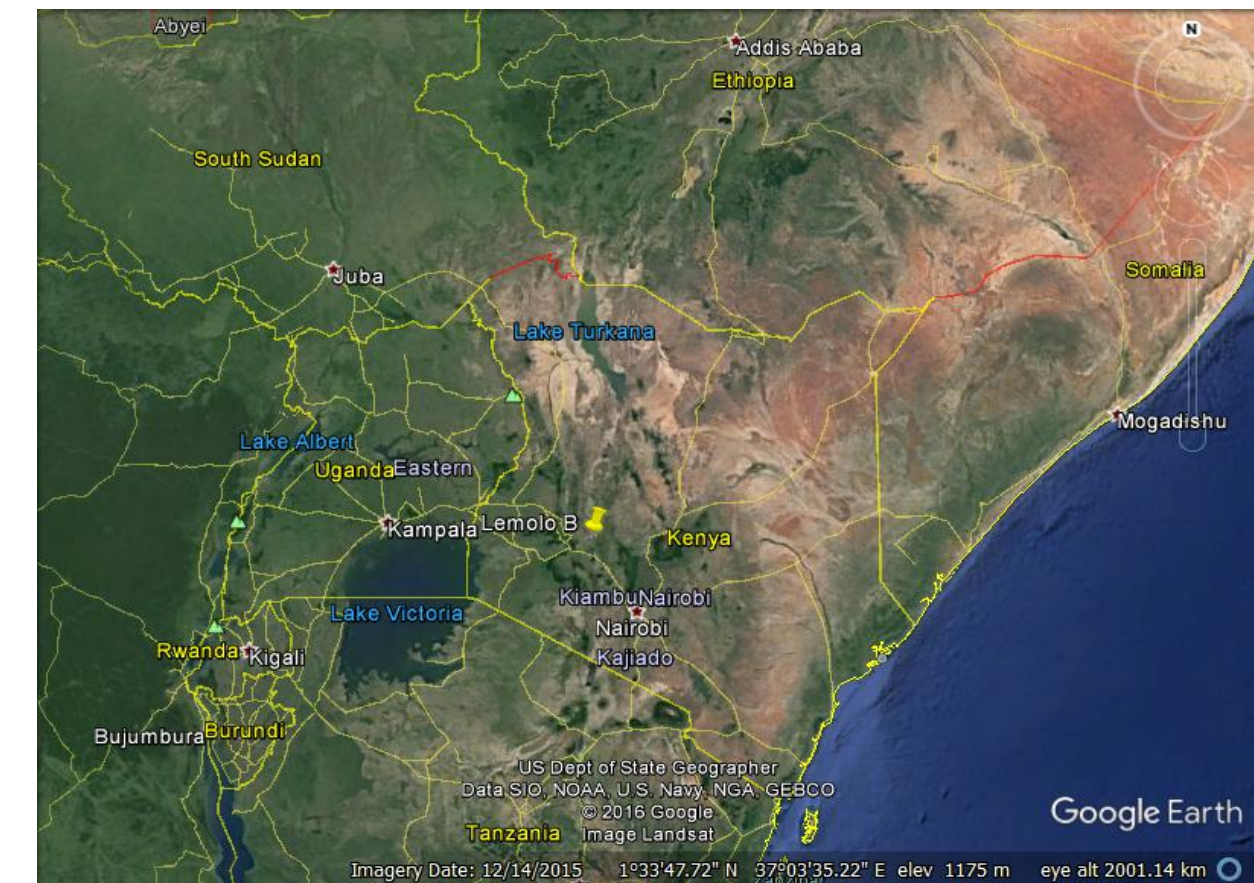 Abyei
N
Addis Ababa
Ethiopia
South Sudan
Juba
Somalia
Lake Turkana
Mogadishu
Lake Albert
Uganda Eastern
Kampala Lemolo B
Kenya
Kiambu Nairobi
Lake Victoria
Nairobi
Rwanda Kigali
Kajiado
Bujumbura Burundi
US Dept of State Geographer
Data SIO, NOAA, U.S. Navy, NGA, GEBCO
© 2016 Google
Image Landsat
Tanzania
Google Earth
Imagery Date: 12/14/2015 1°33'47.72" N 37°03'35.22" E elev 1175 m eye alt 2001.14 km
Zanzibar